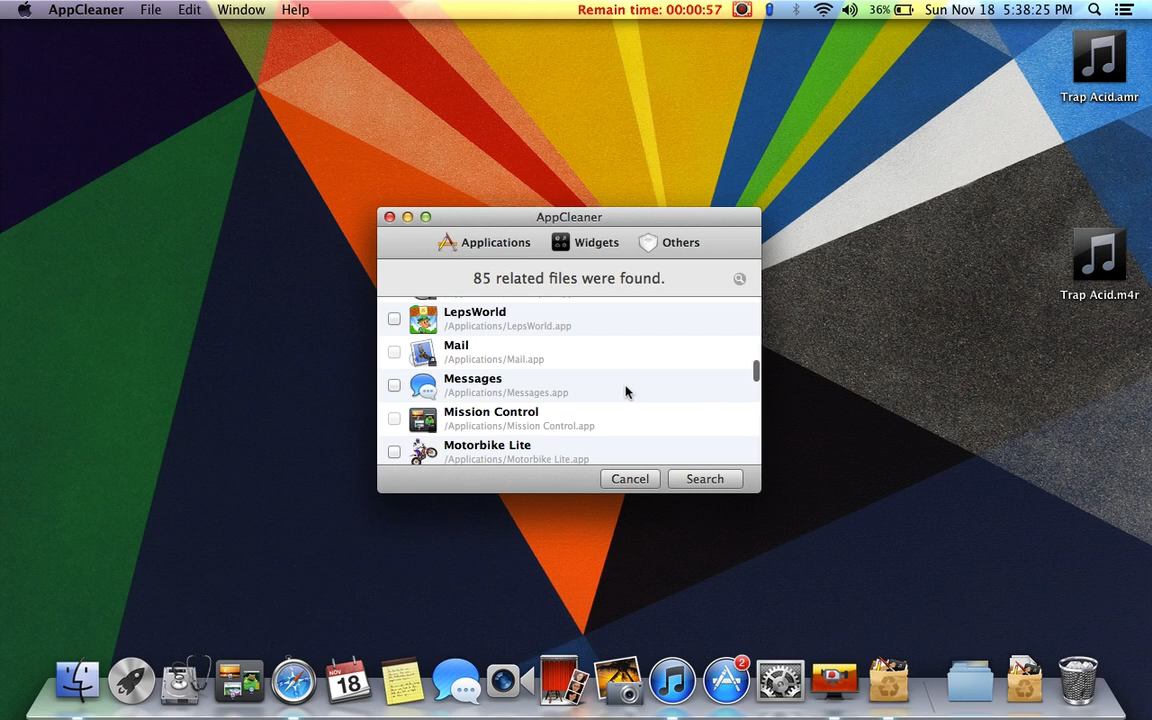 AppCleaner File Edit Window Help Remain time: 00:00:57 36% Sun Nov 18 5:38:25 PM
Trap Acid.amr
AppCleaner
Applications Widgets Others
85 related files were found.
LepsWorld
/Applications/LepsWorld.app
Mail
/Applications/Mail.app
Messages
/Applications/Messages.app
Mission Control
/Applications/Mission Control.app
Motorbike Lite
/Applications/Motorbike Lite.app
Cancel Search
Trap Acid.m4r
NOV
18
2